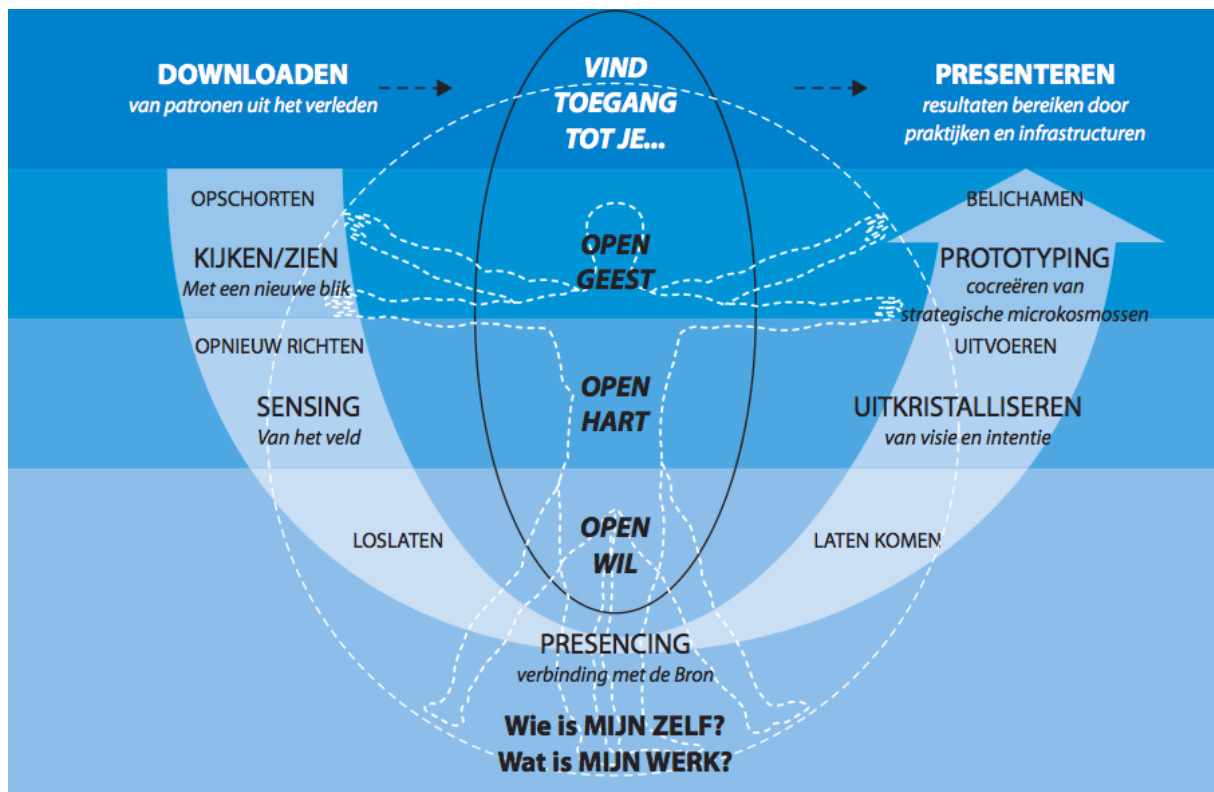 DOWNLOADEN
van patronen uit het verleden
VIND
TOEGANG
TOT JE...
PRESENTEREN
resultaten bereiken door
praktijken en infrastructuren
OPSCHORTEN
KIJKEN/ZIEN
Met een nieuwe blik
OPEN
GEEST
BELICHAMEN
PROTOTYPING
cocreëren van
strategische microkosmossen
OPNIEUW RICHTEN
SENSING
Van het veld
OPEN
HART
UITVOEREN
UITKRISTALLISEREN
van visie en intentie
LOSLATEN
OPEN
WIL
LATEN KOMEN
PRESENCING
verbinding met de Bron
Wie is MIJN ZELF?
Wat is MIJN WERK?